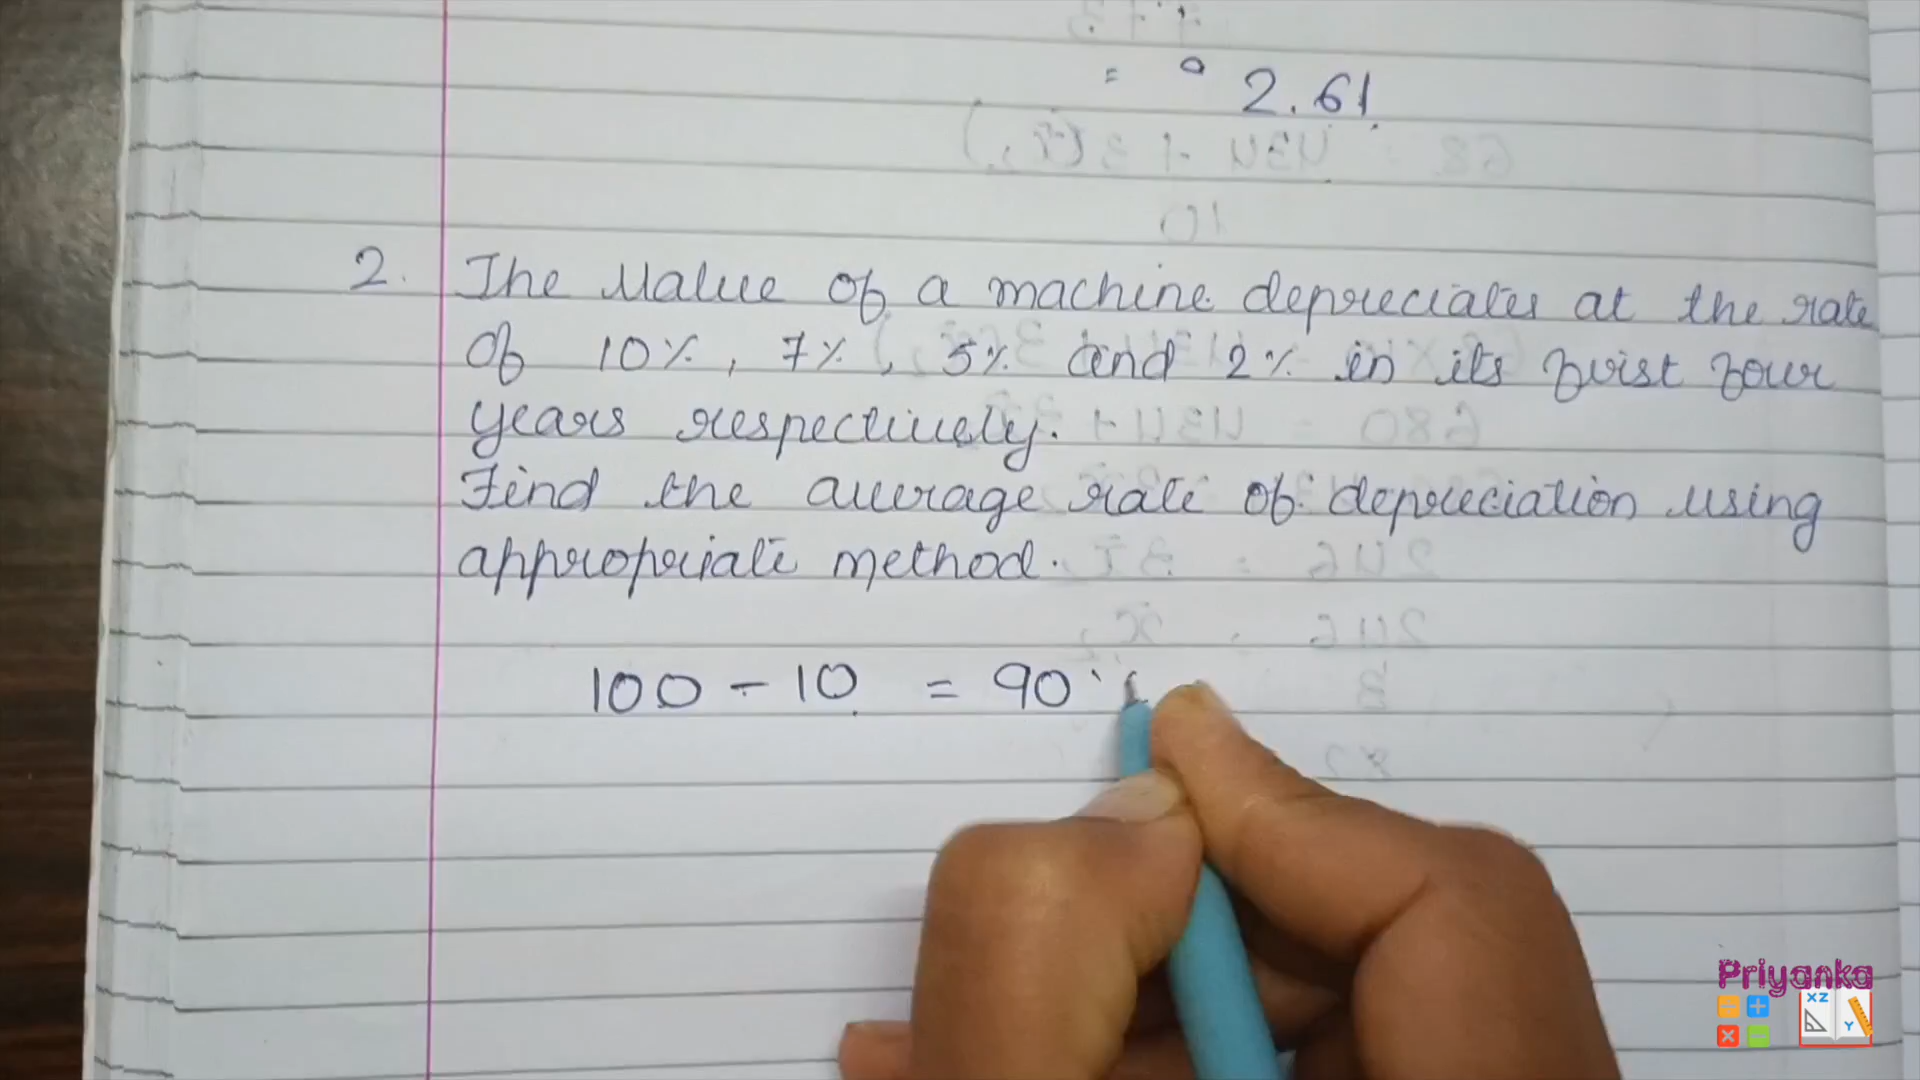 = 2.61
2. The value of a machine depreciates at the rate
of 10%, 7%, 5% and 2% in its first four
years respectively.
Find the average rate of depreciation using
appropriate method.
100 - 10 = 90%
Priyanka